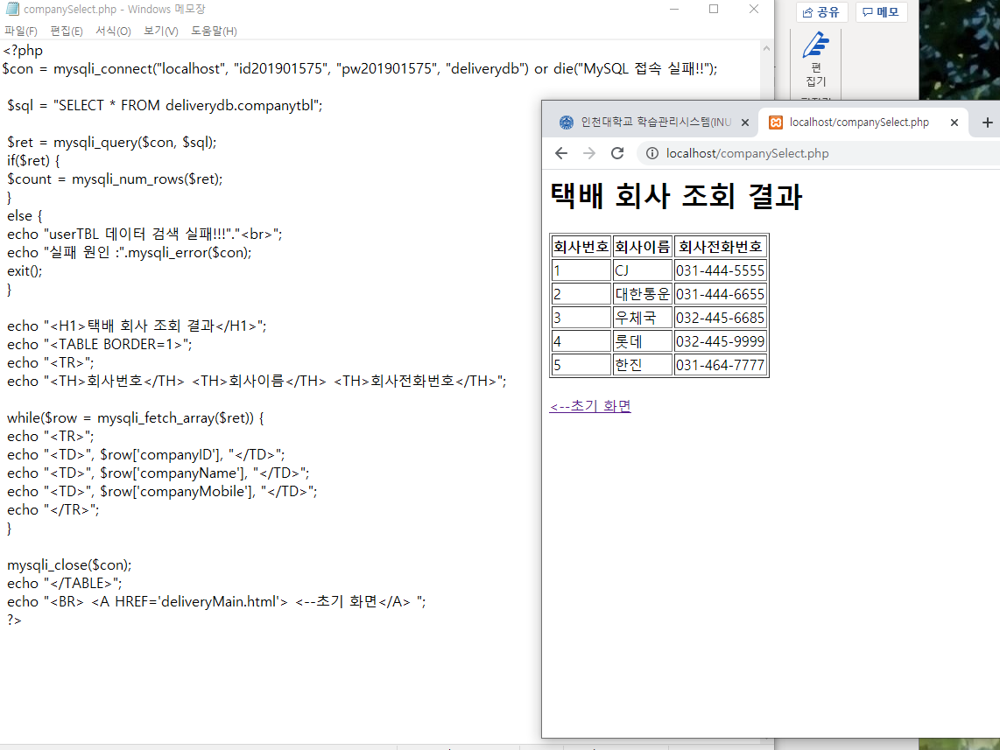 companySelect.php - Windows 메모장
파일(F) 편집(E) 서식(O) 보기(V) 도움말(H)
<?php
$con = mysqli_connect("localhost", "id201901575", "pw201901575", "deliverydb") or die("MySQL 접속 실패!!");
$sql = "SELECT * FROM deliverydb.companytbl";
$ret = mysqli_query($con, $sql);
if($ret) {
$count = mysqli_num_rows($ret);
}
else {
echo "userTBL 데이터 검색 실패!!!"."<br>";
echo "실패 원인 :".mysqli_error($con);
exit();
}
echo "<H1>택배 회사 조회 결과</H1>";
echo "<TABLE BORDER=1>";
echo "<TR>";
echo "<TH>회사번호</TH> <TH>회사이름</TH> <TH>회사전화번호</TH>";
while($row = mysqli_fetch_array($ret)) {
echo "<TR>";
echo "<TD>", $row['companyID'], "</TD>";
echo "<TD>", $row['companyName'], "</TD>";
echo "<TD>", $row['companyMobile'], "</TD>";
echo "</TR>";
}
mysqli_close($con);
echo "</TABLE>";
echo "<BR> <A HREF='deliveryMain.html'> <--초기 화면</A> ";
?>
공유 메모
편
집기
인천대학교 학습관리시스템(INU localhost/companySelect.php
localhost/companySelect.php
택배 회사 조회 결과
회사번호 회사이름 회사전화번호
1 CJ 031-444-5555
2 대한통운 031-444-6655
3 우체국 032-445-6685
4 롯데 032-445-9999
5 한진 031-464-7777
<--초기 화면